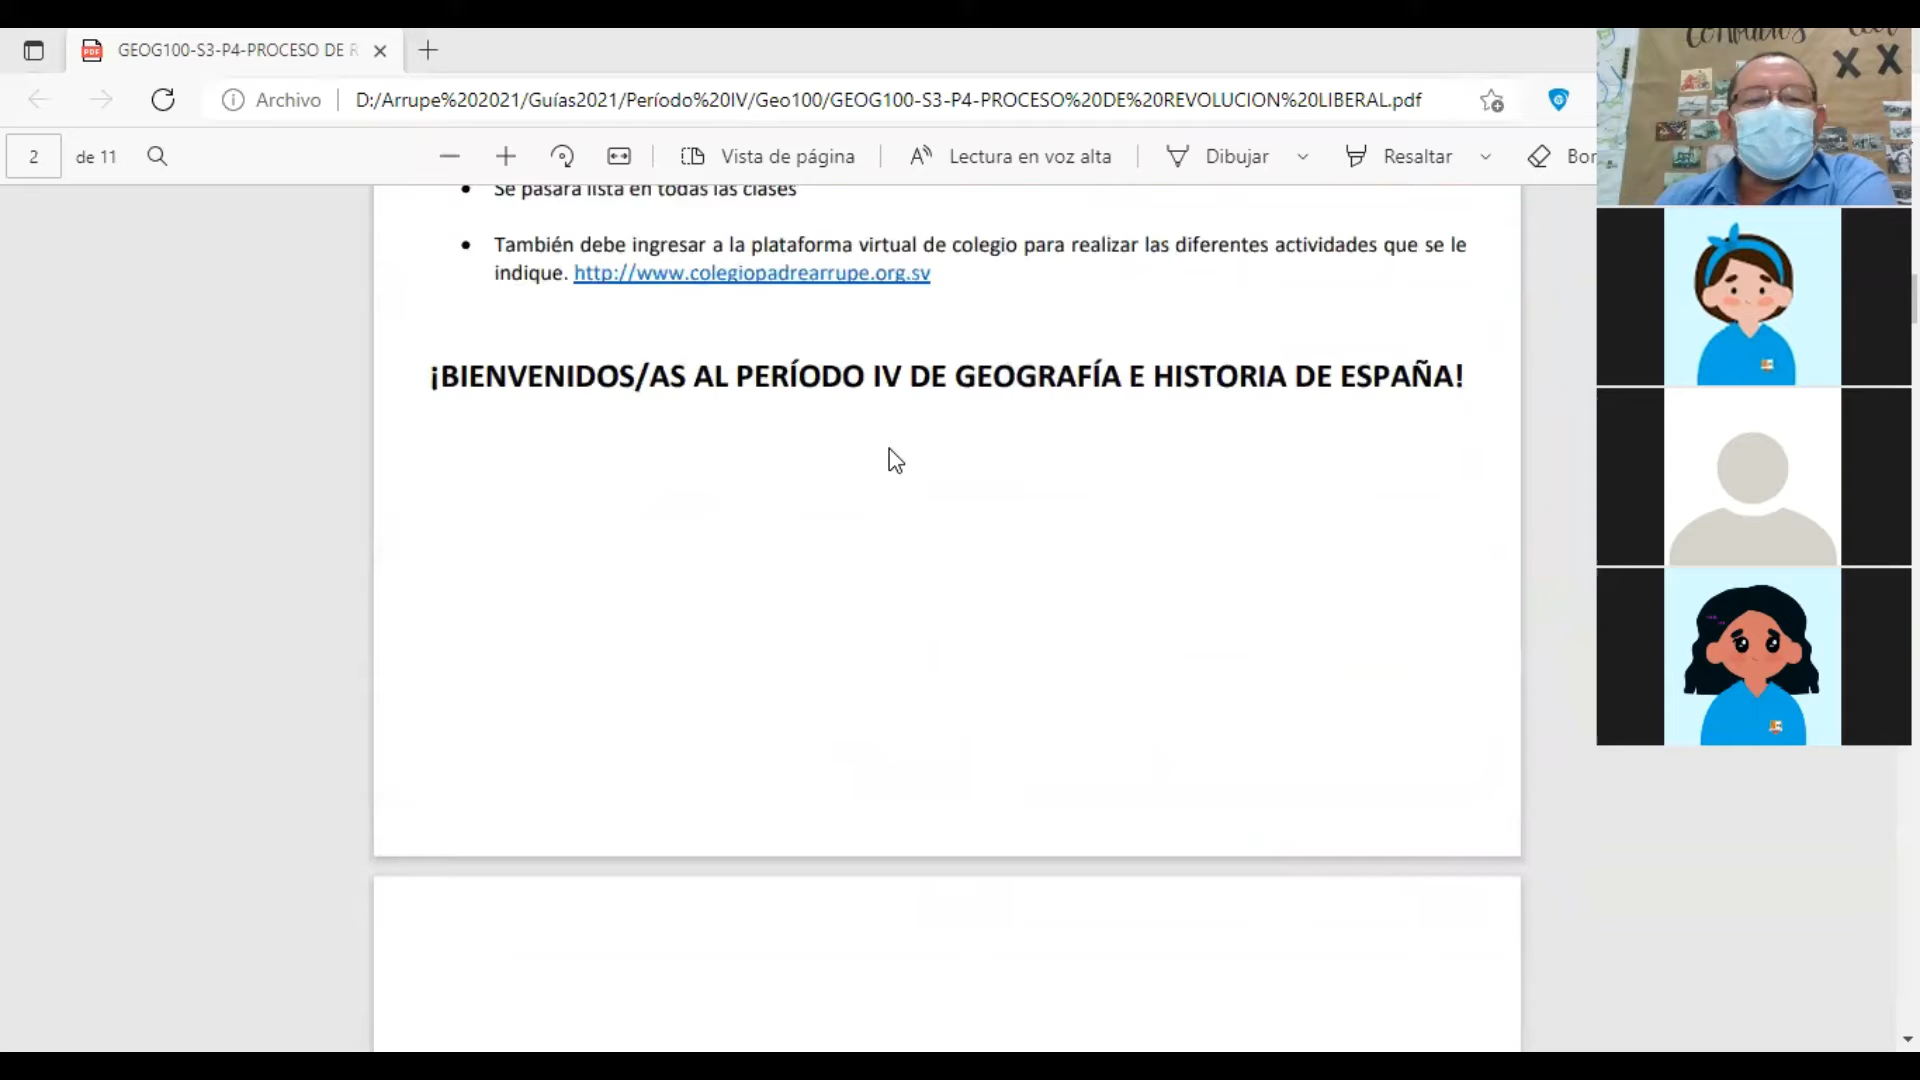 GEOG100-S3-P4-PROCESO DE R
Archivo
D:/Arrupe%202021/Guías2021/Período%20IV/Geo100/GEOG100-S3-P4-PROCESO%20DE%20REVOLUCION%20LIBERAL.pdf
2 de 11
Vista de página
Lectura en voz alta
Dibujar
Resaltar
Bor
Se pasará lista en todas las clases
También debe ingresar a la plataforma virtual de colegio para realizar las diferentes actividades que se le
indique. http://www.colegiopadrearrupe.org.sv
¡BIENVENIDOS/AS AL PERÍODO IV DE GEOGRAFÍA E HISTORIA DE ESPAÑA!